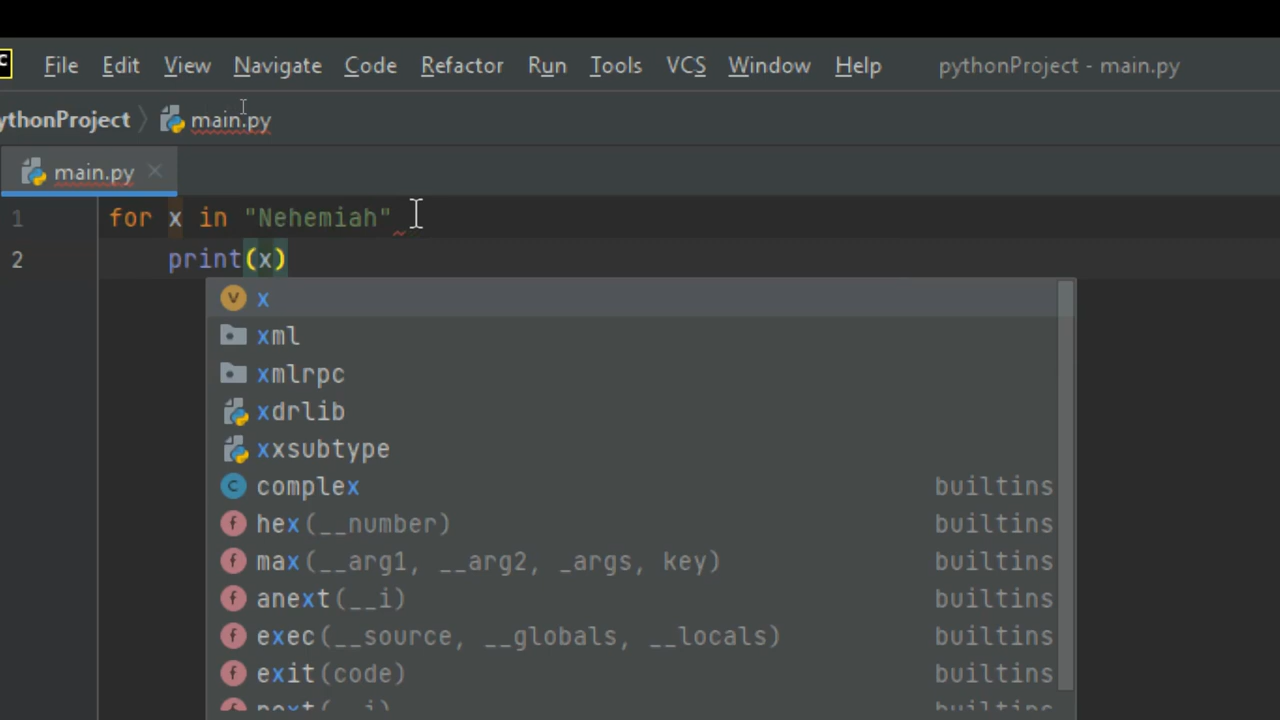 C File Edit View Navigate Code Refactor Run Tools VCS Window Help pythonProject - main.py
ythonProject main.py
main.py
1 for x in "Nehemiah"
2 print(x)
V x
xml
xmlrpc
xdrlib
xxsubtype
C complex builtins
f hex(__number) builtins
f max(__arg1, __arg2, _args, key) builtins
f anext(__i) builtins
f exec(__source, __globals, __locals) builtins
f exit(code) builtins